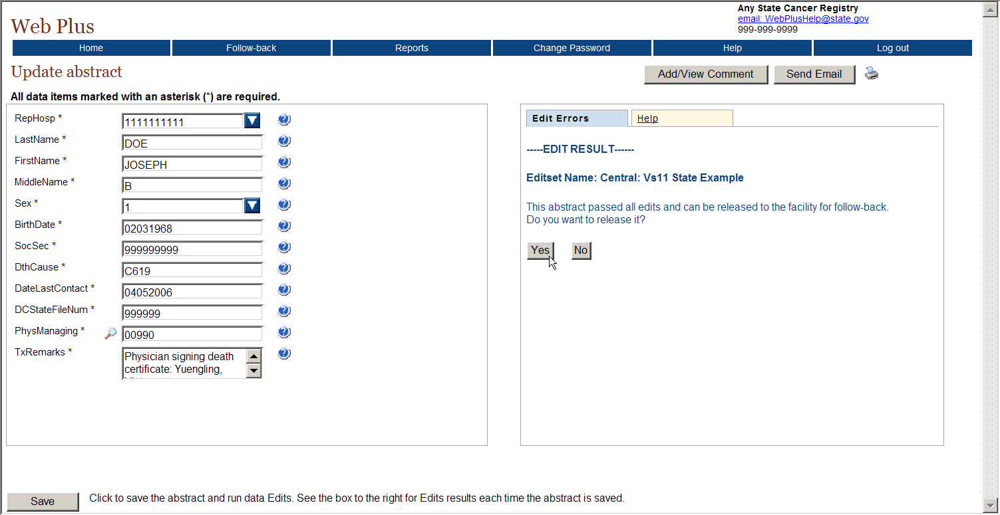 Any State Cancer Registry
email: WebPlusHelp@state.gov
999-999-9999
Web Plus
Home Follow-back Reports Change Password Help Log out
Update abstract
Add/View Comment Send Email
All data items marked with an asterisk (*) are required.
RepHosp * 1111111111
LastName * DOE
FirstName * JOSEPH
MiddleName * B
Sex * 1
BirthDate * 02031968
SocSec * 999999999
DthCause * C619
DateLastContact * 04052006
DCStateFileNum * 999999
PhysManaging * 00990
TxRemarks * Physician signing death
certificate: Yuengling,
Edit Errors Help
-----EDIT RESULT------
Editset Name: Central: Vs11 State Example
This abstract passed all edits and can be released to the facility for follow-back.
Do you want to release it?
Yes No
Save Click to save the abstract and run data Edits. See the box to the right for Edits results each time the abstract is saved.